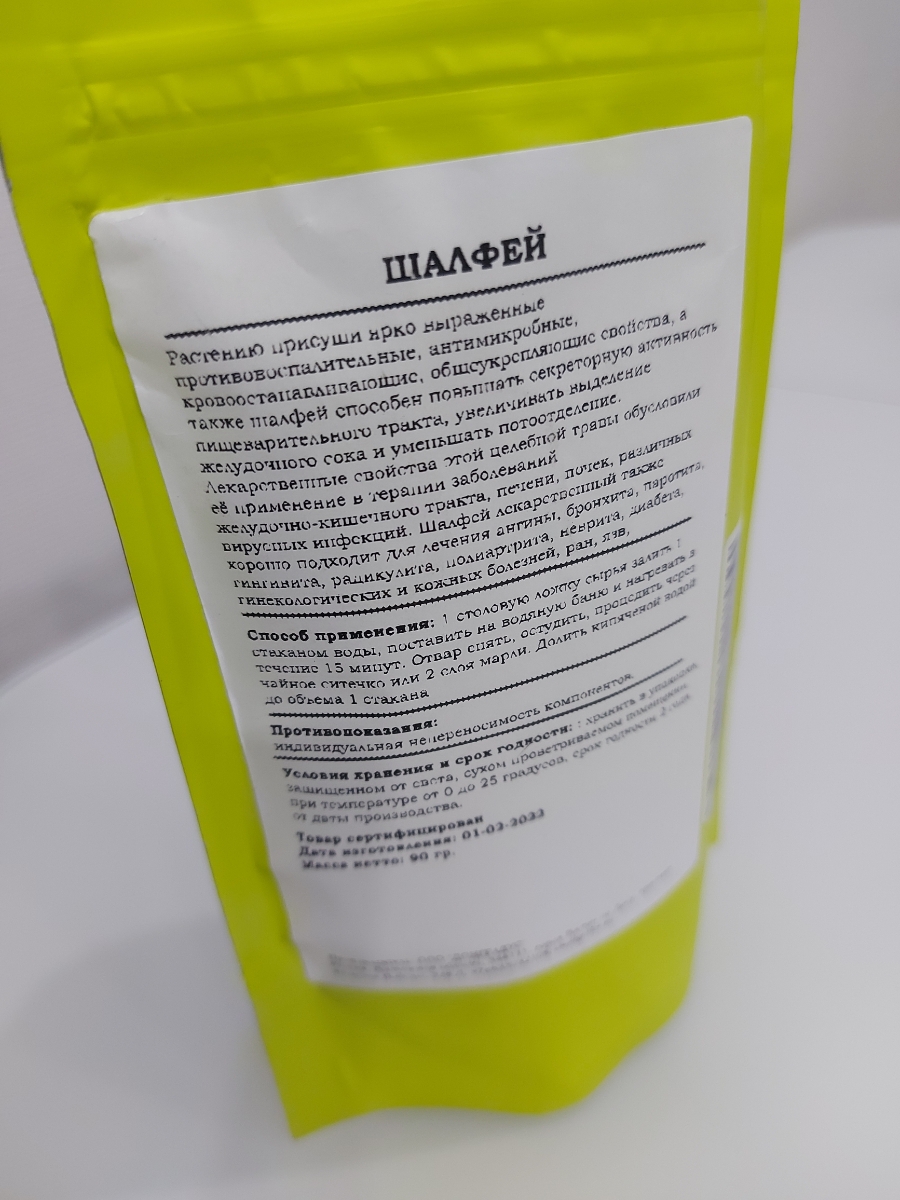 ШАЛФЕЙ
Растению присущи ярко выраженные
противовоспалительные, антимикробные,
кровоостанавливающие, общеукрепляющие свойства, а
также шалфей способен повышать секреторную активность
пищеварительного тракта, увеличивать выделение
желудочного сока и уменьшать потоотделение.
Лекарственные свойства этой целебной травы обусловили
её применение в терапии заболеваний
желудочно-кишечного тракта, печени, почек, различных
вирусных инфекций. Шалфей лекарственный также
хорошо подходит для лечения ангины, бронхита, паротита,
гингивита, радикулита, полиартрита, неврита, диабета,
гинекологических и кожных болезней, ран, язв,
Способ применения: 1 столовую ложку сырья залить 1
стаканом воды, поставить на водяную баню и нагревать в
течение 15 минут. Отвар снять, остудить, процедить через
чайное ситечко или 2 слоя марли. Долить кипяченой водой
до объема 1 стакана
Противопоказания:
индивидуальная непереносимость компонентов.
Условия хранения и срок годности: : хранить в упаковке,
защищенном от света, сухом проветриваемом помещении,
при температуре от 0 до 25 градусов, срок годности 2
от даты производства.
Товар сертифицирован
Дата изготовления: 01-03-2023
Масса нетто: 90 гр.